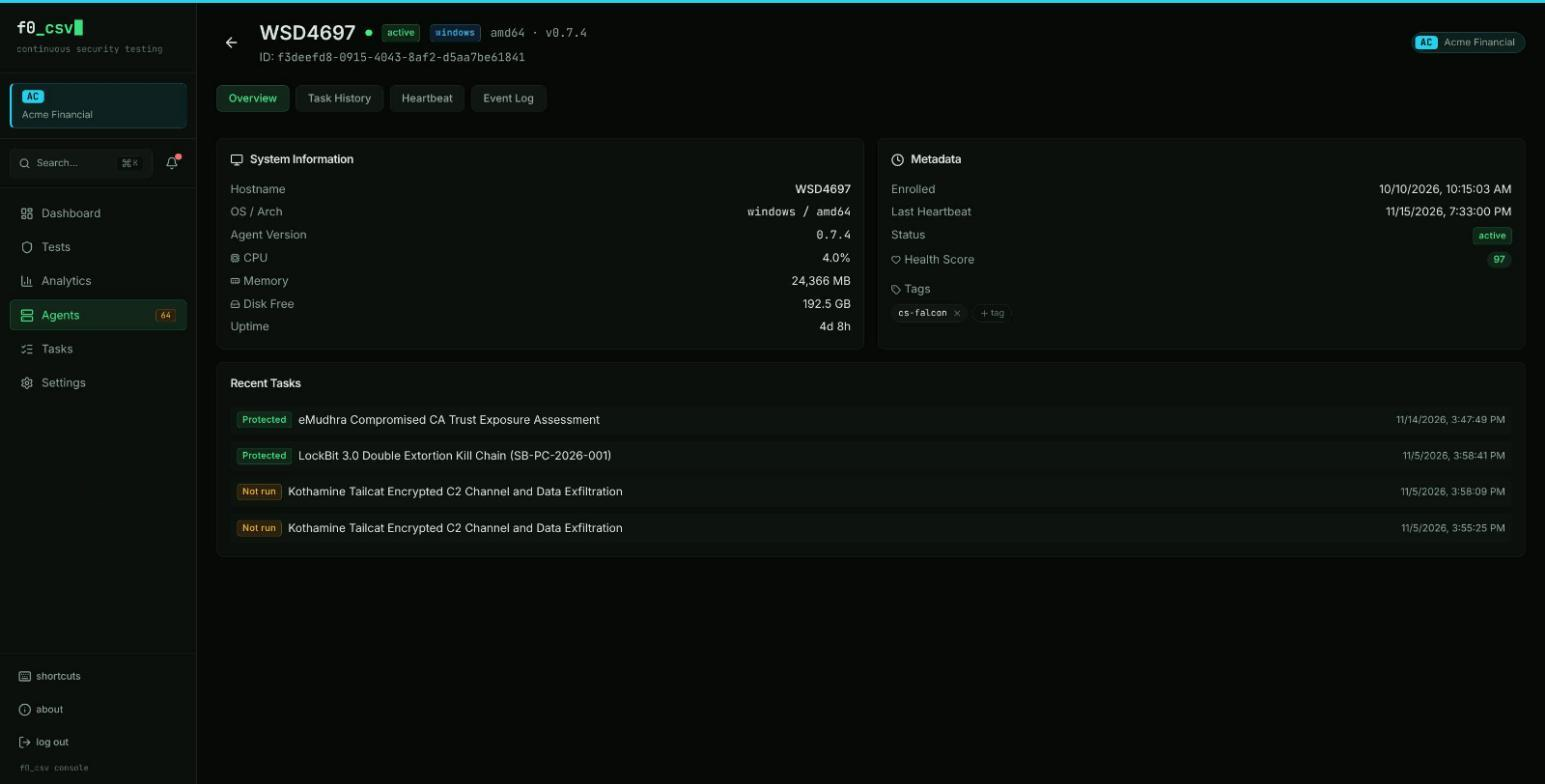 f0_csv
continuous security testing
AC
Acme Financial
Search... ⌘K
Dashboard
Tests
Analytics
Agents 64
Tasks
Settings
shortcuts
about
log out
f0_csv console
WSD4697 active windows amd64 · v0.7.4
ID: f3deefd8-0915-4043-8af2-d5aa7be61841
AC Acme Financial
Overview Task History Heartbeat Event Log
System Information
Hostname WSD4697
OS / Arch windows / amd64
Agent Version 0.7.4
CPU 4.0%
Memory 24,366 MB
Disk Free 192.5 GB
Uptime 4d 8h
Metadata
Enrolled 10/10/2026, 10:15:03 AM
Last Heartbeat 11/15/2026, 7:33:00 PM
Status active
Health Score 97
Tags
cs-falcon × + tag
Recent Tasks
Protected eMudhra Compromised CA Trust Exposure Assessment 11/14/2026, 3:47:49 PM
Protected LockBit 3.0 Double Extortion Kill Chain (SB-PC-2026-001) 11/5/2026, 3:58:41 PM
Not run Kothamine Tailcat Encrypted C2 Channel and Data Exfiltration 11/5/2026, 3:58:09 PM
Not run Kothamine Tailcat Encrypted C2 Channel and Data Exfiltration 11/5/2026, 3:55:25 PM